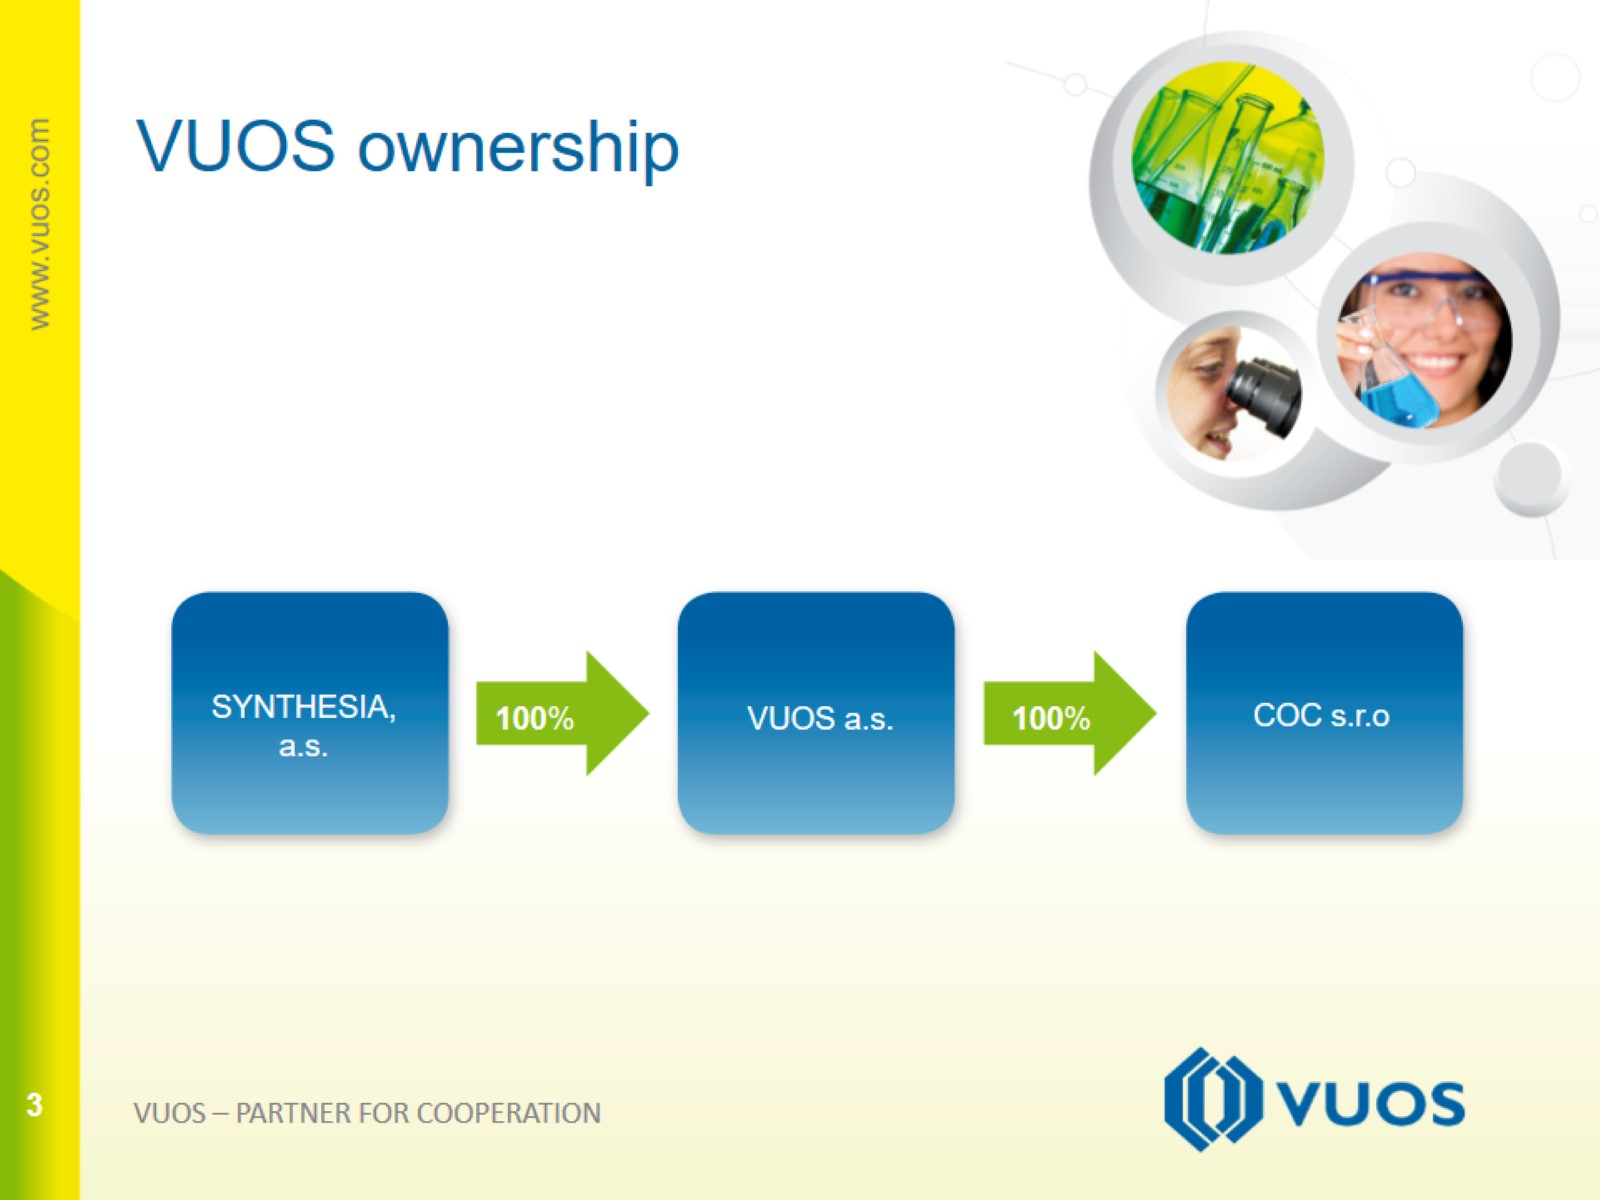 www.vuos.com
VUOS ownership
SYNTHESIA,
a.s.
100%
VUOS a.s.
100%
COC s.r.o
3
VUOS – PARTNER FOR COOPERATION
VUOS